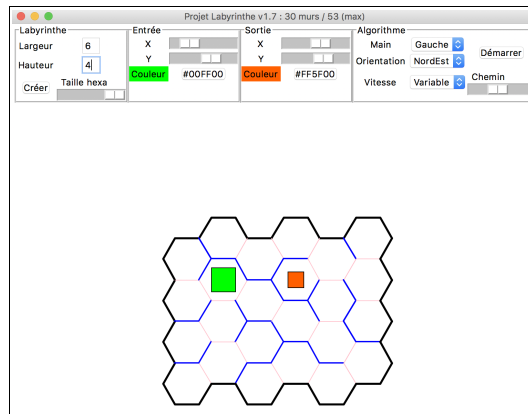 Projet Labyrinthe v1.7 : 30 murs / 53 (max)
Labyrinthe
Largeur 6
Hauteur 4
Créer Taille hexa
Entrée
X
Y
Couleur #00FF00
Sortie
X
Y
Couleur #FF5F00
Algorithme
Main Gauche
Orientation NordEst
Démarrer
Vitesse Variable
Chemin